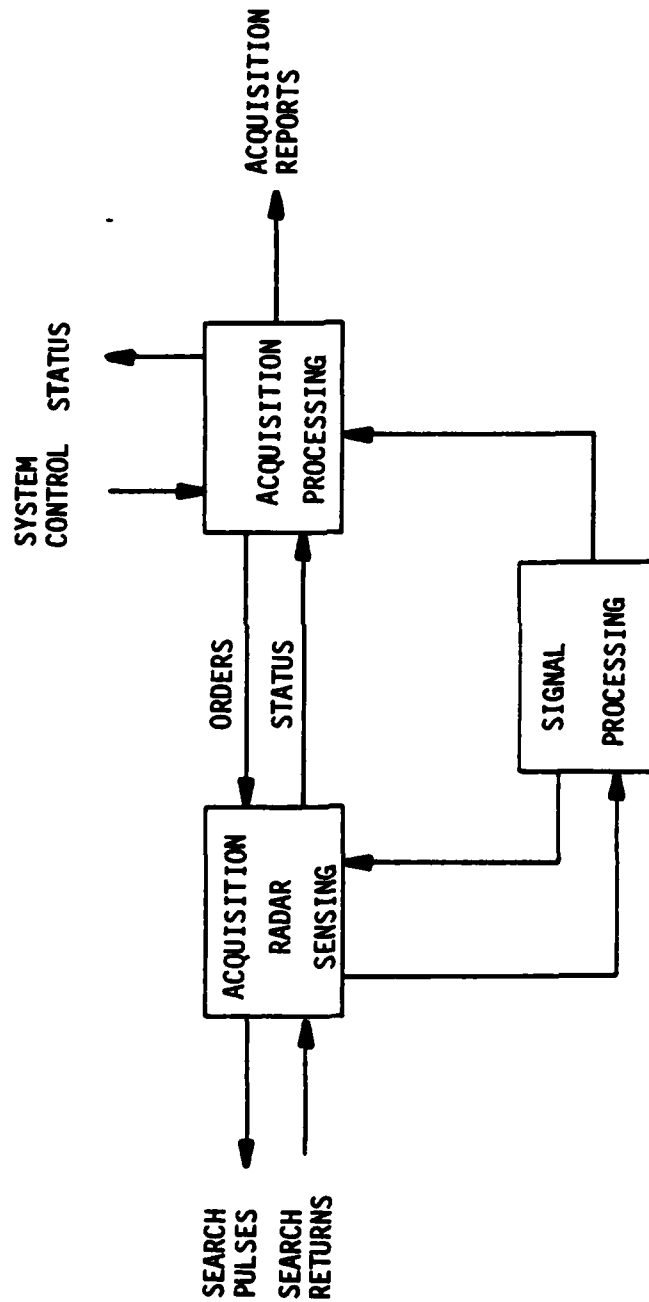 SYSTEM
CONTROL
STATUS
ACQUISITION
REPORTS
ORDERS
STATUS
SEARCH
PULSES
SEARCH
RETURNS
ACQUISITION
RADAR
SENSING
ACQUISITION
PROCESSING
SIGNAL
PROCESSING